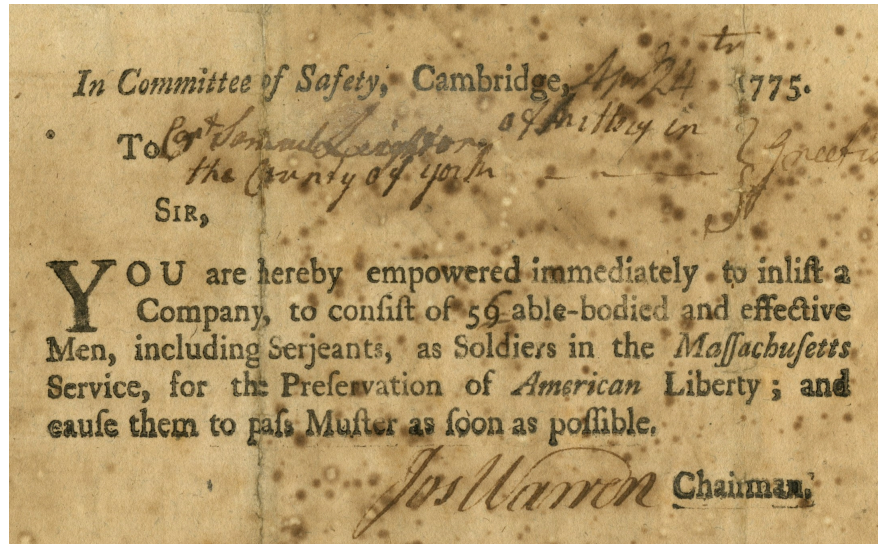 In Committee of Safety, Cambridge, Apr 24th 1775.
To Capt Samuel Leighton of Kittery in
the County of York Greeti
SIR,
YOU are hereby empowered immediately to inliſt a
Company, to conſiſt of 59 able-bodied and effective
Men, including Serjeants, as Soldiers in the Maſſachuſetts
Service, for the Preſervation of American Liberty ; and
cauſe them to paſs Muſter as ſoon as poſſible.
Jos Warren Chairman.